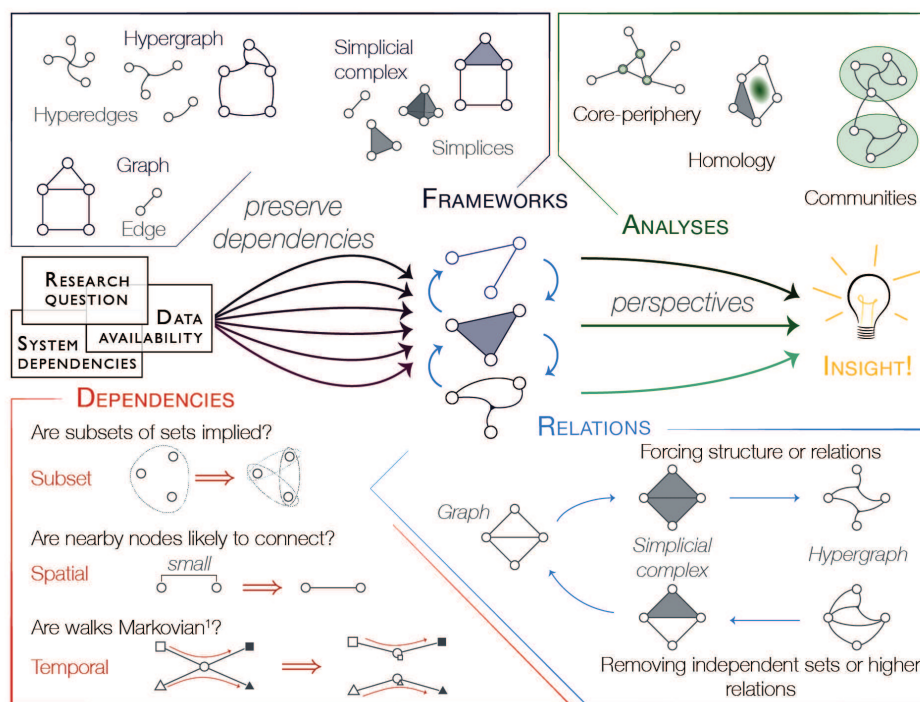 Hypergraph
Hyperedges
Graph
Edge
Simplicial
complex
Simplices
FRAMEWORKS
Core-periphery
Homology
Communities
ANALYSES
preserve
dependencies
RESEARCH
QUESTION
DATA
AVAILABILITY
SYSTEM
DEPENDENCIES
perspectives
INSIGHT!
DEPENDENCIES
Are subsets of sets implied?
Subset
Are nearby nodes likely to connect?
Spatial
small
Are walks Markovian¹?
Temporal
RELATIONS
Forcing structure or relations
Graph
Simplicial
complex
Hypergraph
Removing independent sets or higher
relations